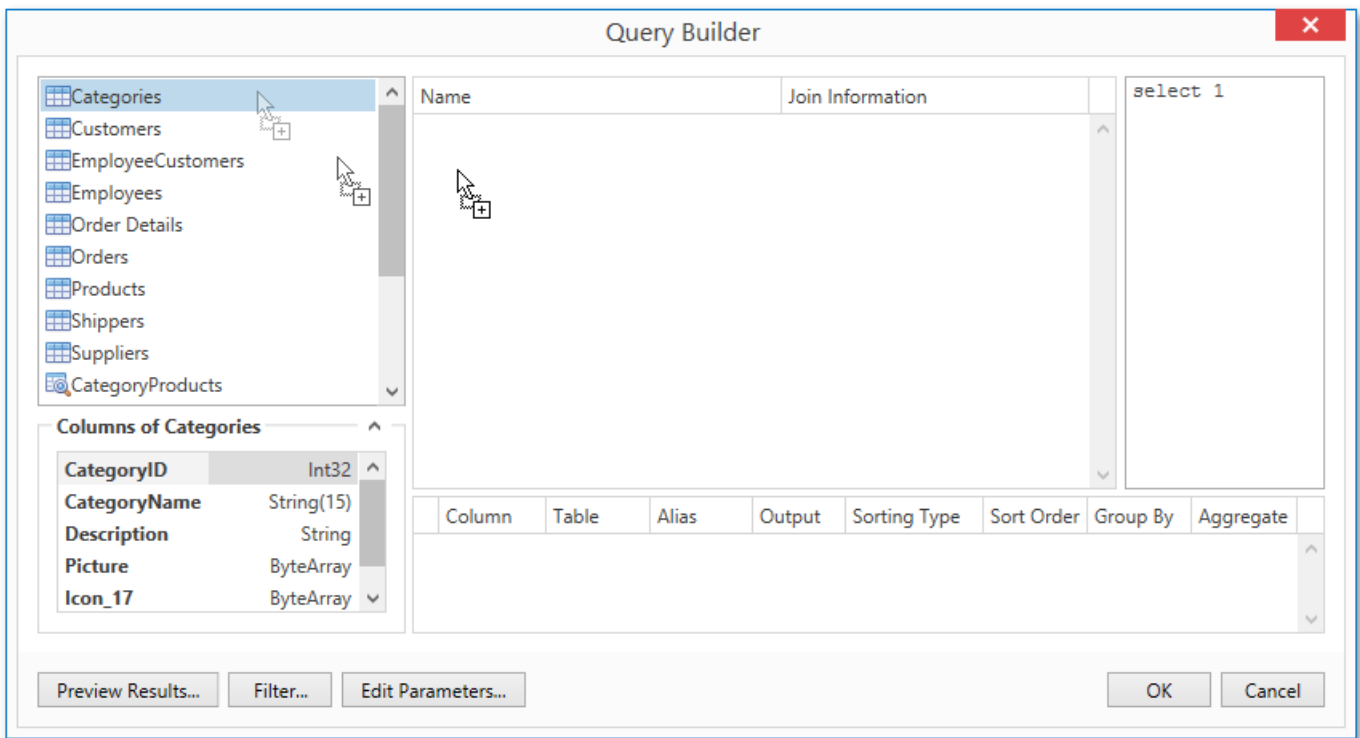 Query Builder
Categories
Customers
EmployeeCustomers
Employees
Order Details
Orders
Products
Shippers
Suppliers
CategoryProducts
Columns of Categories
CategoryID Int32
CategoryName String(15)
Description String
Picture ByteArray
Icon_17 ByteArray
Name Join Information
select 1
Column Table Alias Output Sorting Type Sort Order Group By Aggregate
Preview Results... Filter... Edit Parameters... OK Cancel